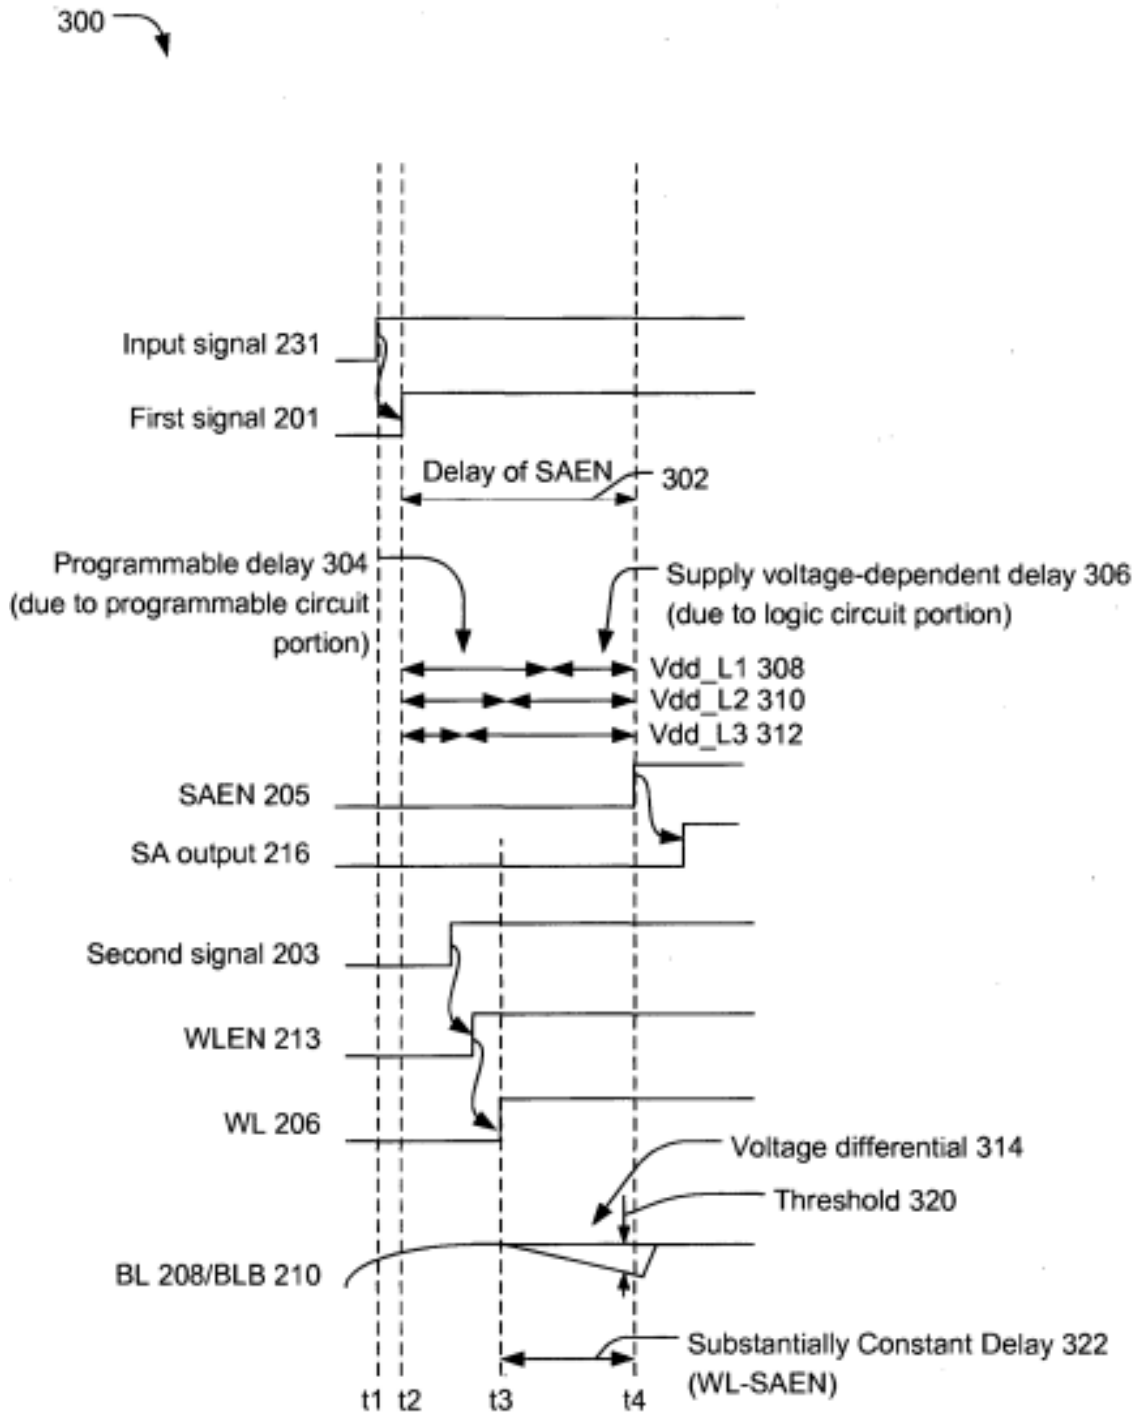 300
Input signal 231
First signal 201
Delay of SAEN
302
Programmable delay 304
(due to programmable circuit
portion)
Supply voltage-dependent delay 306
(due to logic circuit portion)
Vdd_L1 308
Vdd_L2 310
Vdd_L3 312
SAEN 205
SA output 216
Second signal 203
WLEN 213
WL 206
Voltage differential 314
Threshold 320
BL 208/BLB 210
Substantially Constant Delay 322
(WL-SAEN)
t1 t2 t3 t4